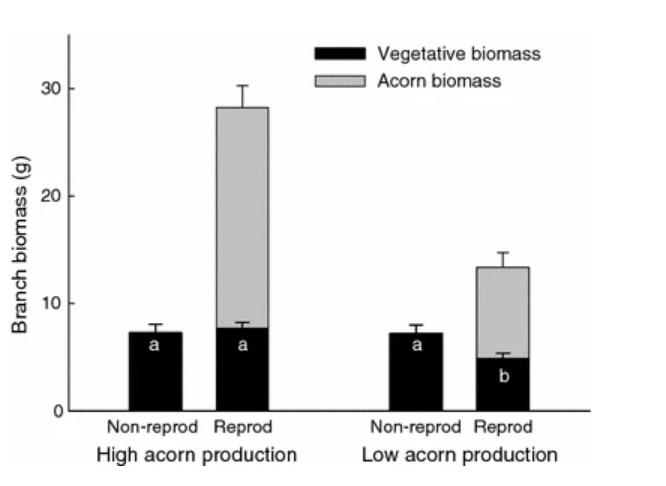 Vegetative biomass
Acorn biomass
Branch biomass (g)
30
20
10
0
a
a
a
b
Non-reprod Reprod Non-reprod Reprod
High acorn production Low acorn production